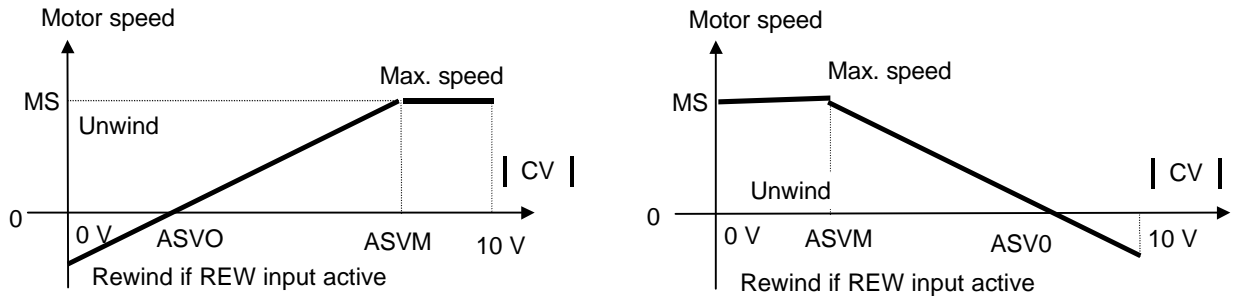 Motor speed
MS
Max. speed
Unwind
| CV |
0
0 V
ASVO
ASVM
10 V
Rewind if REW input active
Motor speed
Max. speed
MS
| CV |
Unwind
0
0 V
ASVM
ASV0
10 V
Rewind if REW input active